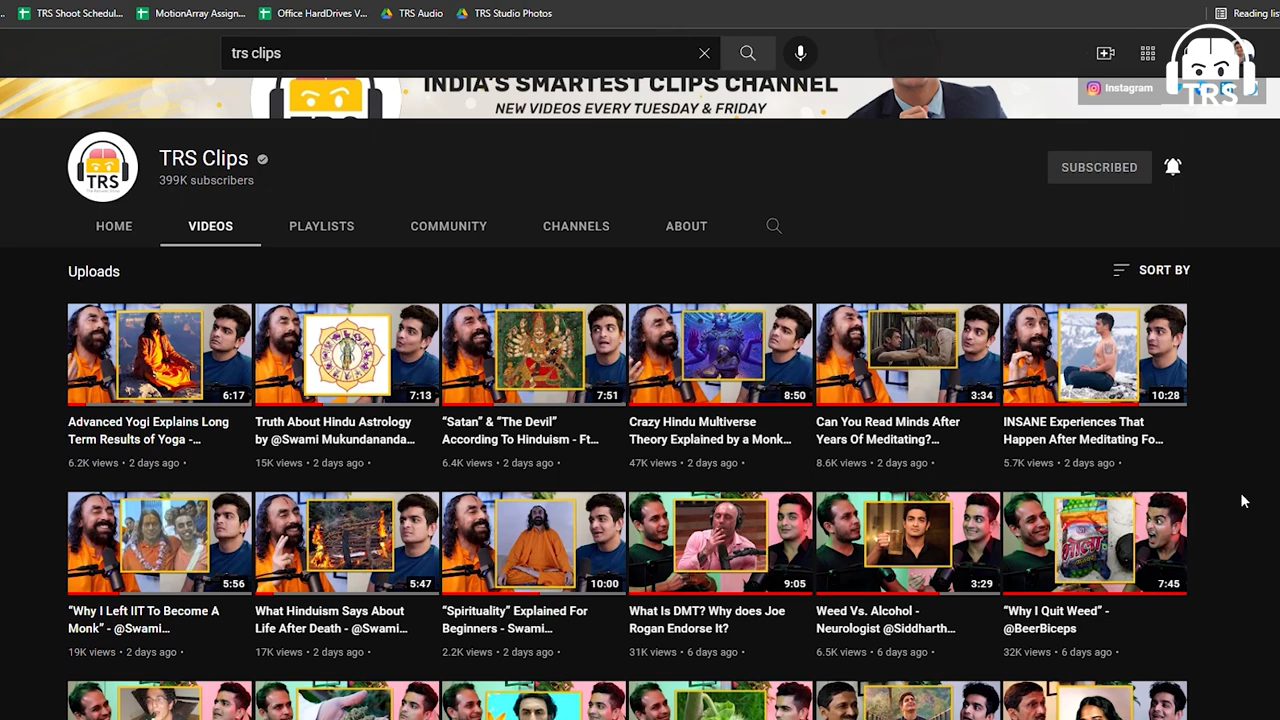 TRS Shoot Schedul... MotionArray Assign... Office HardDrives V... TRS Audio TRS Studio Photos Reading list
trs clips
INDIA'S SMARTEST CLIPS CHANNEL
NEW VIDEOS EVERY TUESDAY & FRIDAY
Instagram
TRS
TRS
TRS Clips
399K subscribers
SUBSCRIBED
HOME VIDEOS PLAYLISTS COMMUNITY CHANNELS ABOUT
Uploads
SORT BY
6:17 7:13 7:51 8:50 3:34 10:28
Advanced Yogi Explains Long
Term Results of Yoga -...
6.2K views • 2 days ago •
Truth About Hindu Astrology
by @Swami Mukundananda...
15K views • 2 days ago •
“Satan” & “The Devil”
According To Hinduism - Ft...
6.4K views • 2 days ago •
Crazy Hindu Multiverse
Theory Explained by a Monk...
47K views • 2 days ago •
Can You Read Minds After
Years Of Meditating?...
8.6K views • 2 days ago •
INSANE Experiences That
Happen After Meditating Fo...
5.7K views • 2 days ago •
5:56 5:47 10:00 9:05 3:29 7:45
“Why I Left IIT To Become A
Monk” - @Swami...
19K views • 2 days ago •
What Hinduism Says About
Life After Death - @Swami...
17K views • 2 days ago •
“Spirituality” Explained For
Beginners - Swami...
2.2K views • 2 days ago •
What Is DMT? Why does Joe
Rogan Endorse It?
31K views • 6 days ago •
Weed Vs. Alcohol -
Neurologist @Siddharth...
6.5K views • 6 days ago •
“Why I Quit Weed” -
@BeerBiceps
32K views • 6 days ago •